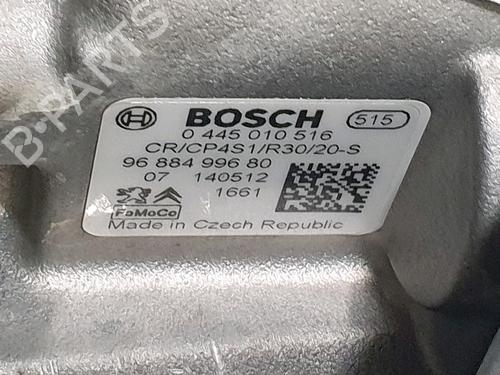 B-PARTS
BOSCH 515
0 445 010 516
CR/CP4S1/R30/20-S
96 884 996 80
07 140512
1661
FoMoCo
Made in Czech Republic